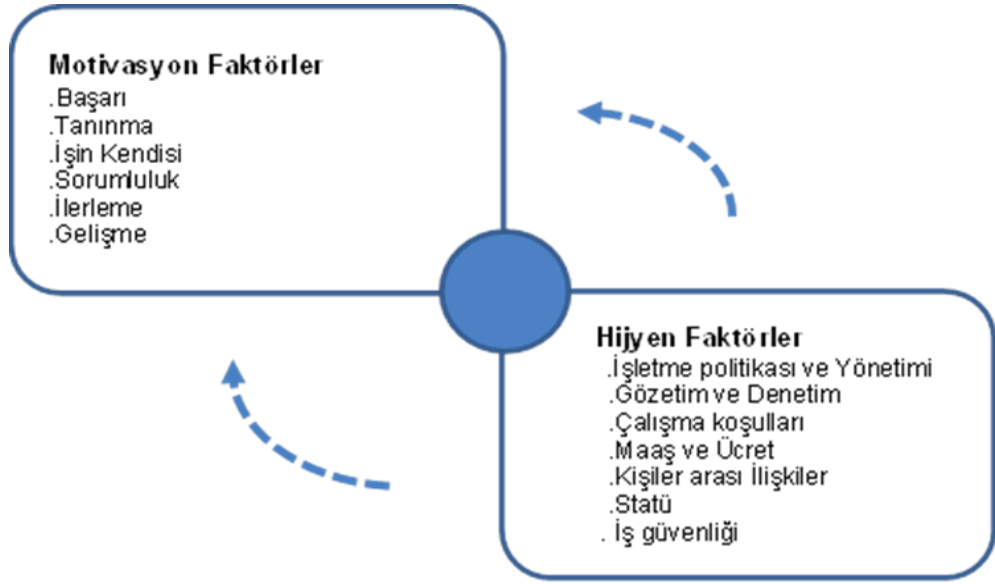 Motivasyon Faktörler
.Başarı
.Tanınma
.İşin Kendisi
.Sorumluluk
.İlerleme
.Gelişme
Hijyen Faktörler
.İşletme politikası ve Yönetimi
.Gözetim ve Denetim
.Çalışma koşulları
.Maaş ve Ücret
.Kişiler arası İlişkiler
.Statü
. İş güvenliği